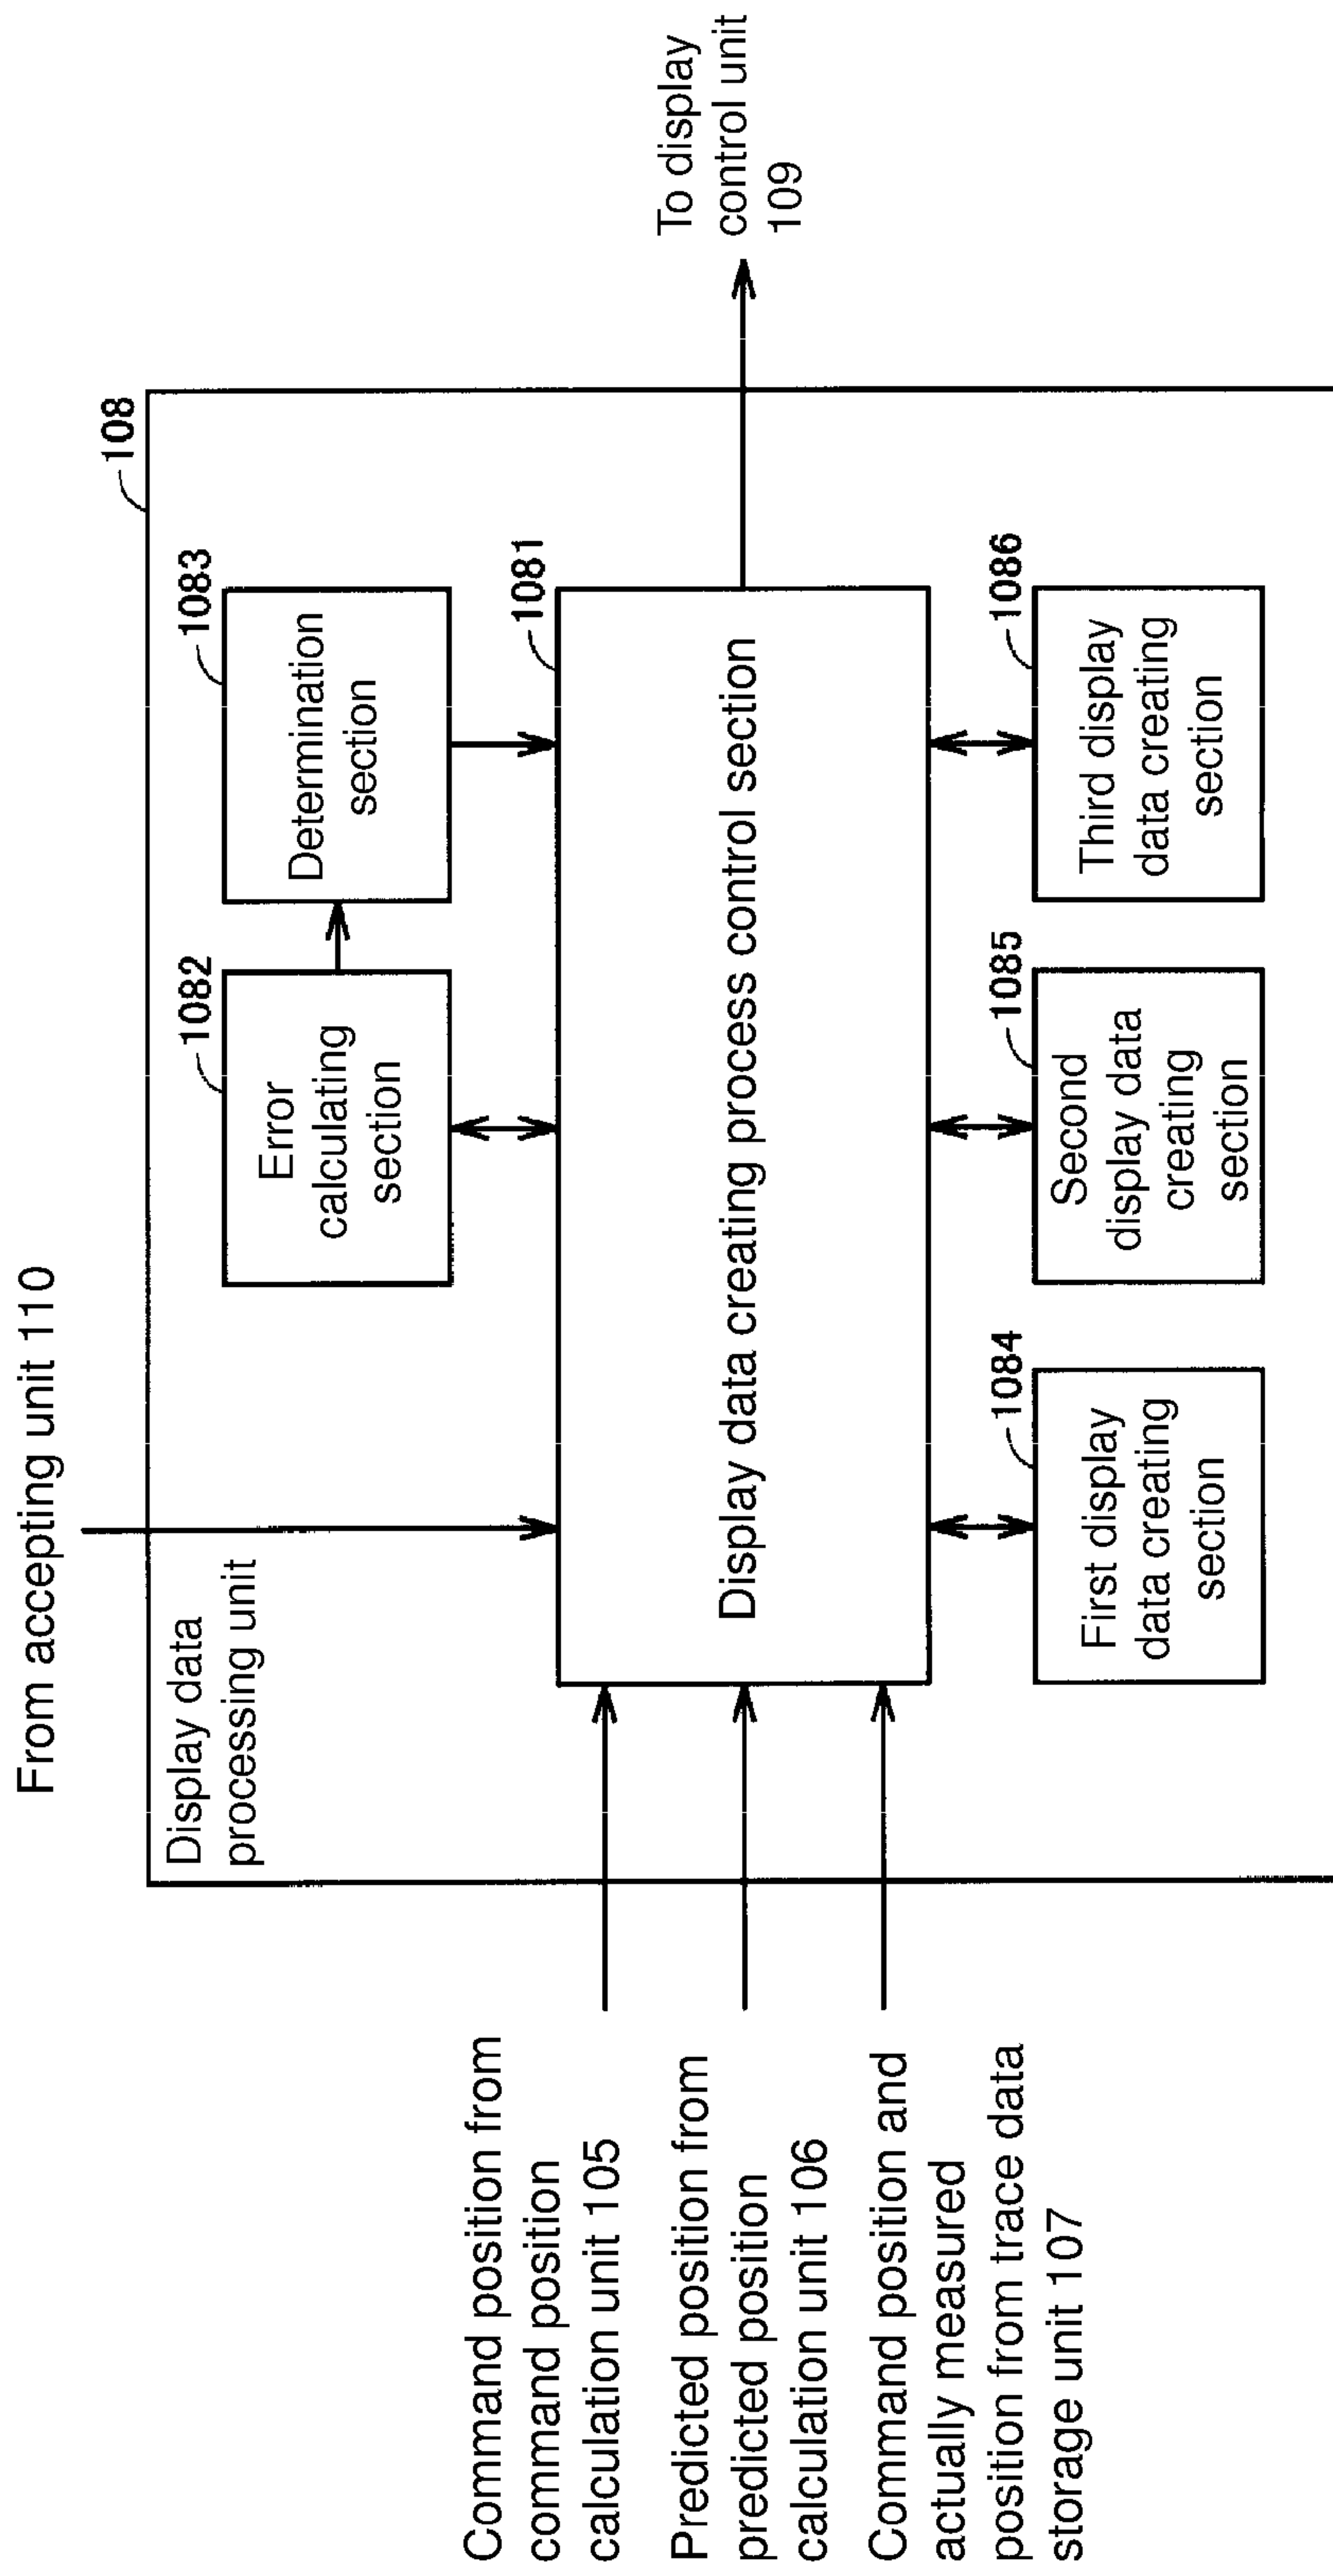 From accepting unit 110
108
Display data
processing unit
1082
Error
calculating
section
1083
Determination
section
1081
Display data creating process control section
Command position from
command position
calculation unit 105
Predicted position from
predicted position
calculation unit 106
Command position and
actually measured
position from trace data
storage unit 107
To display
control unit
109
1084
First display
data creating
section
1085
Second
display data
creating
section
1086
Third display
data creating
section